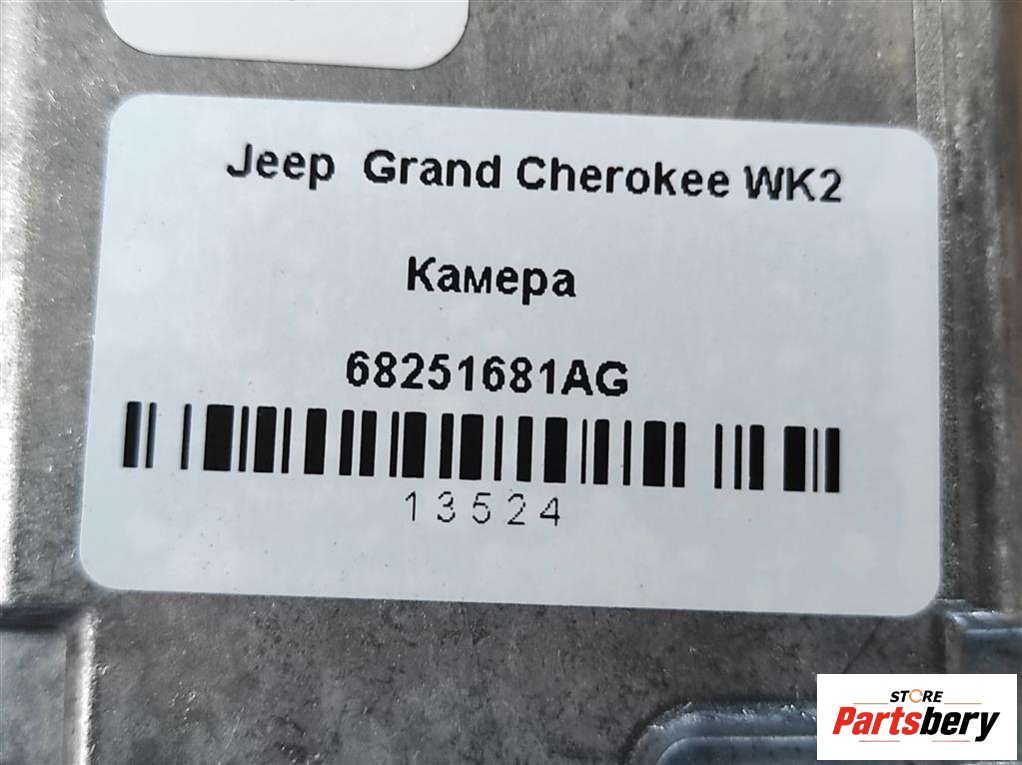 Jeep Grand Cherokee WK2
Камера
68251681AG
13524
STORE
Partsbery